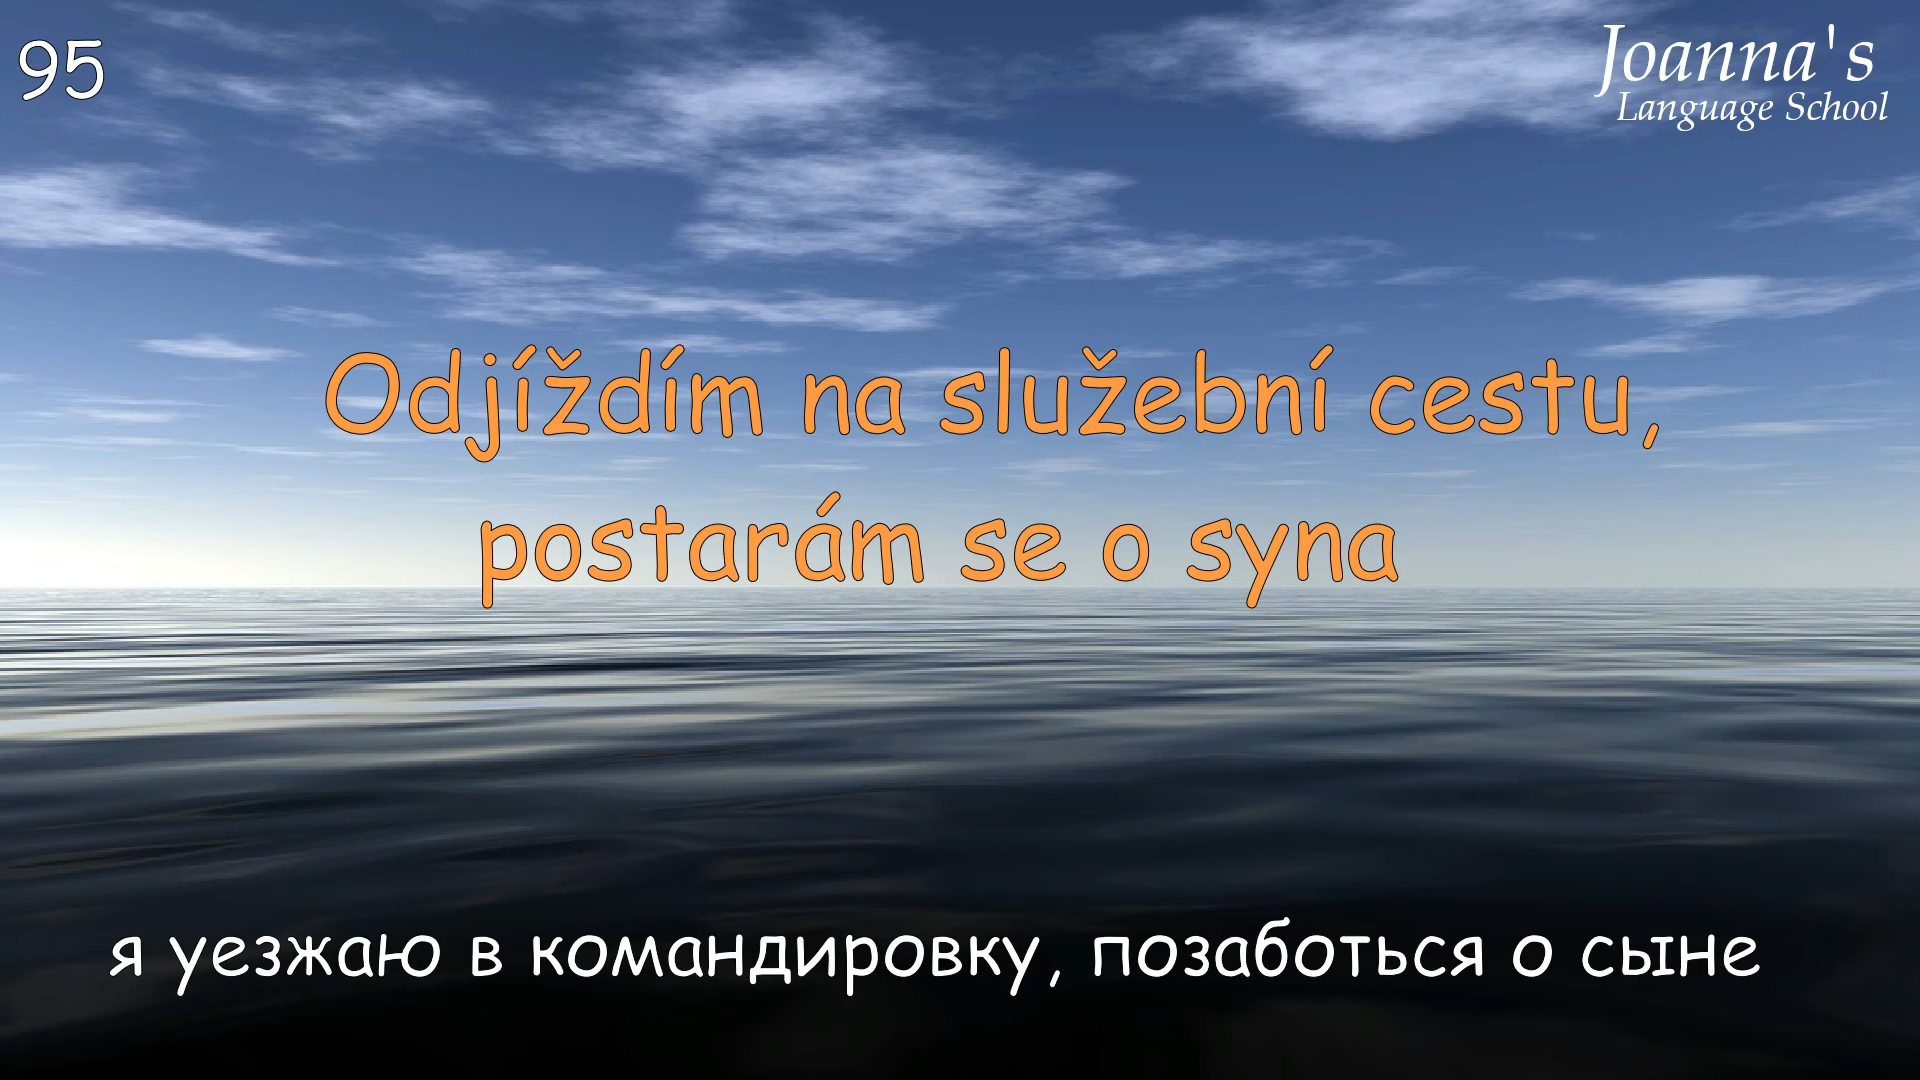 95
Joanna's
Language School
Odjíždím na služební cestu,
postarám se o syna
я уезжаю в командировку, позаботься о сыне